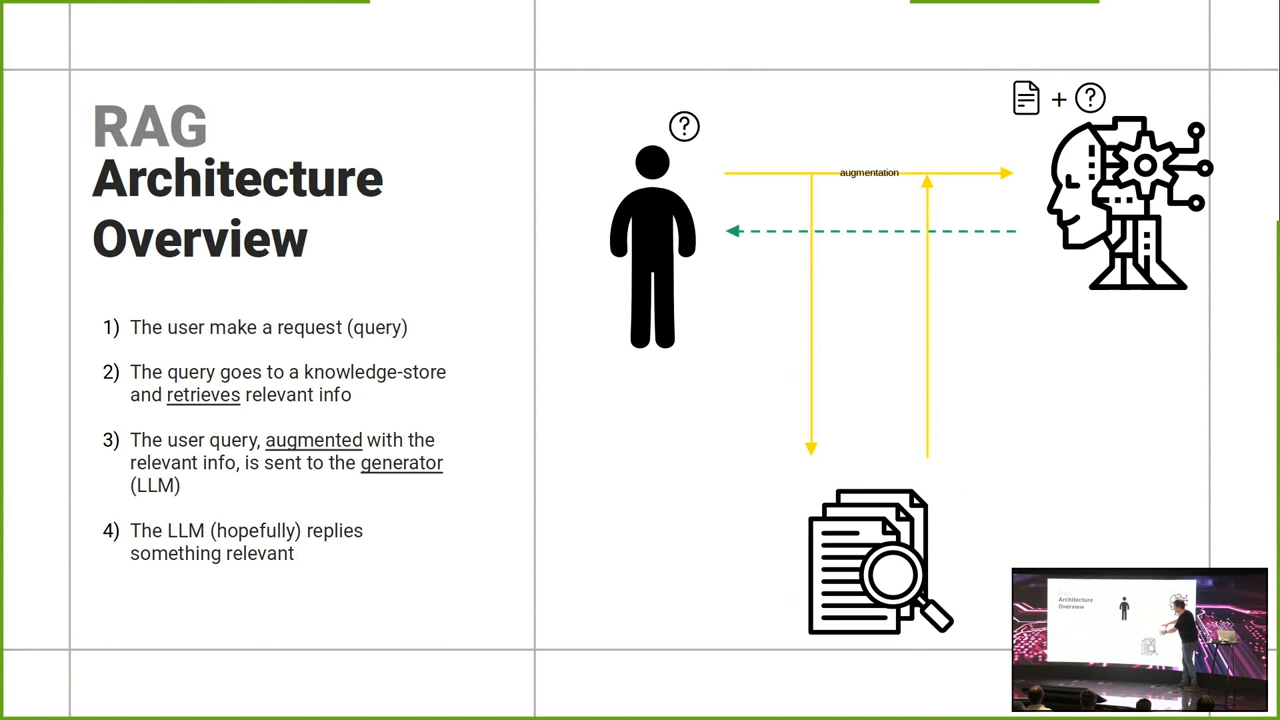 RAG
Architecture
Overview
1) The user make a request (query)
2) The query goes to a knowledge-store
and retrieves relevant info
3) The user query, augmented with the
relevant info, is sent to the generator
(LLM)
4) The LLM (hopefully) replies
something relevant
?
augmentation
+ ?
Architecture
Overview